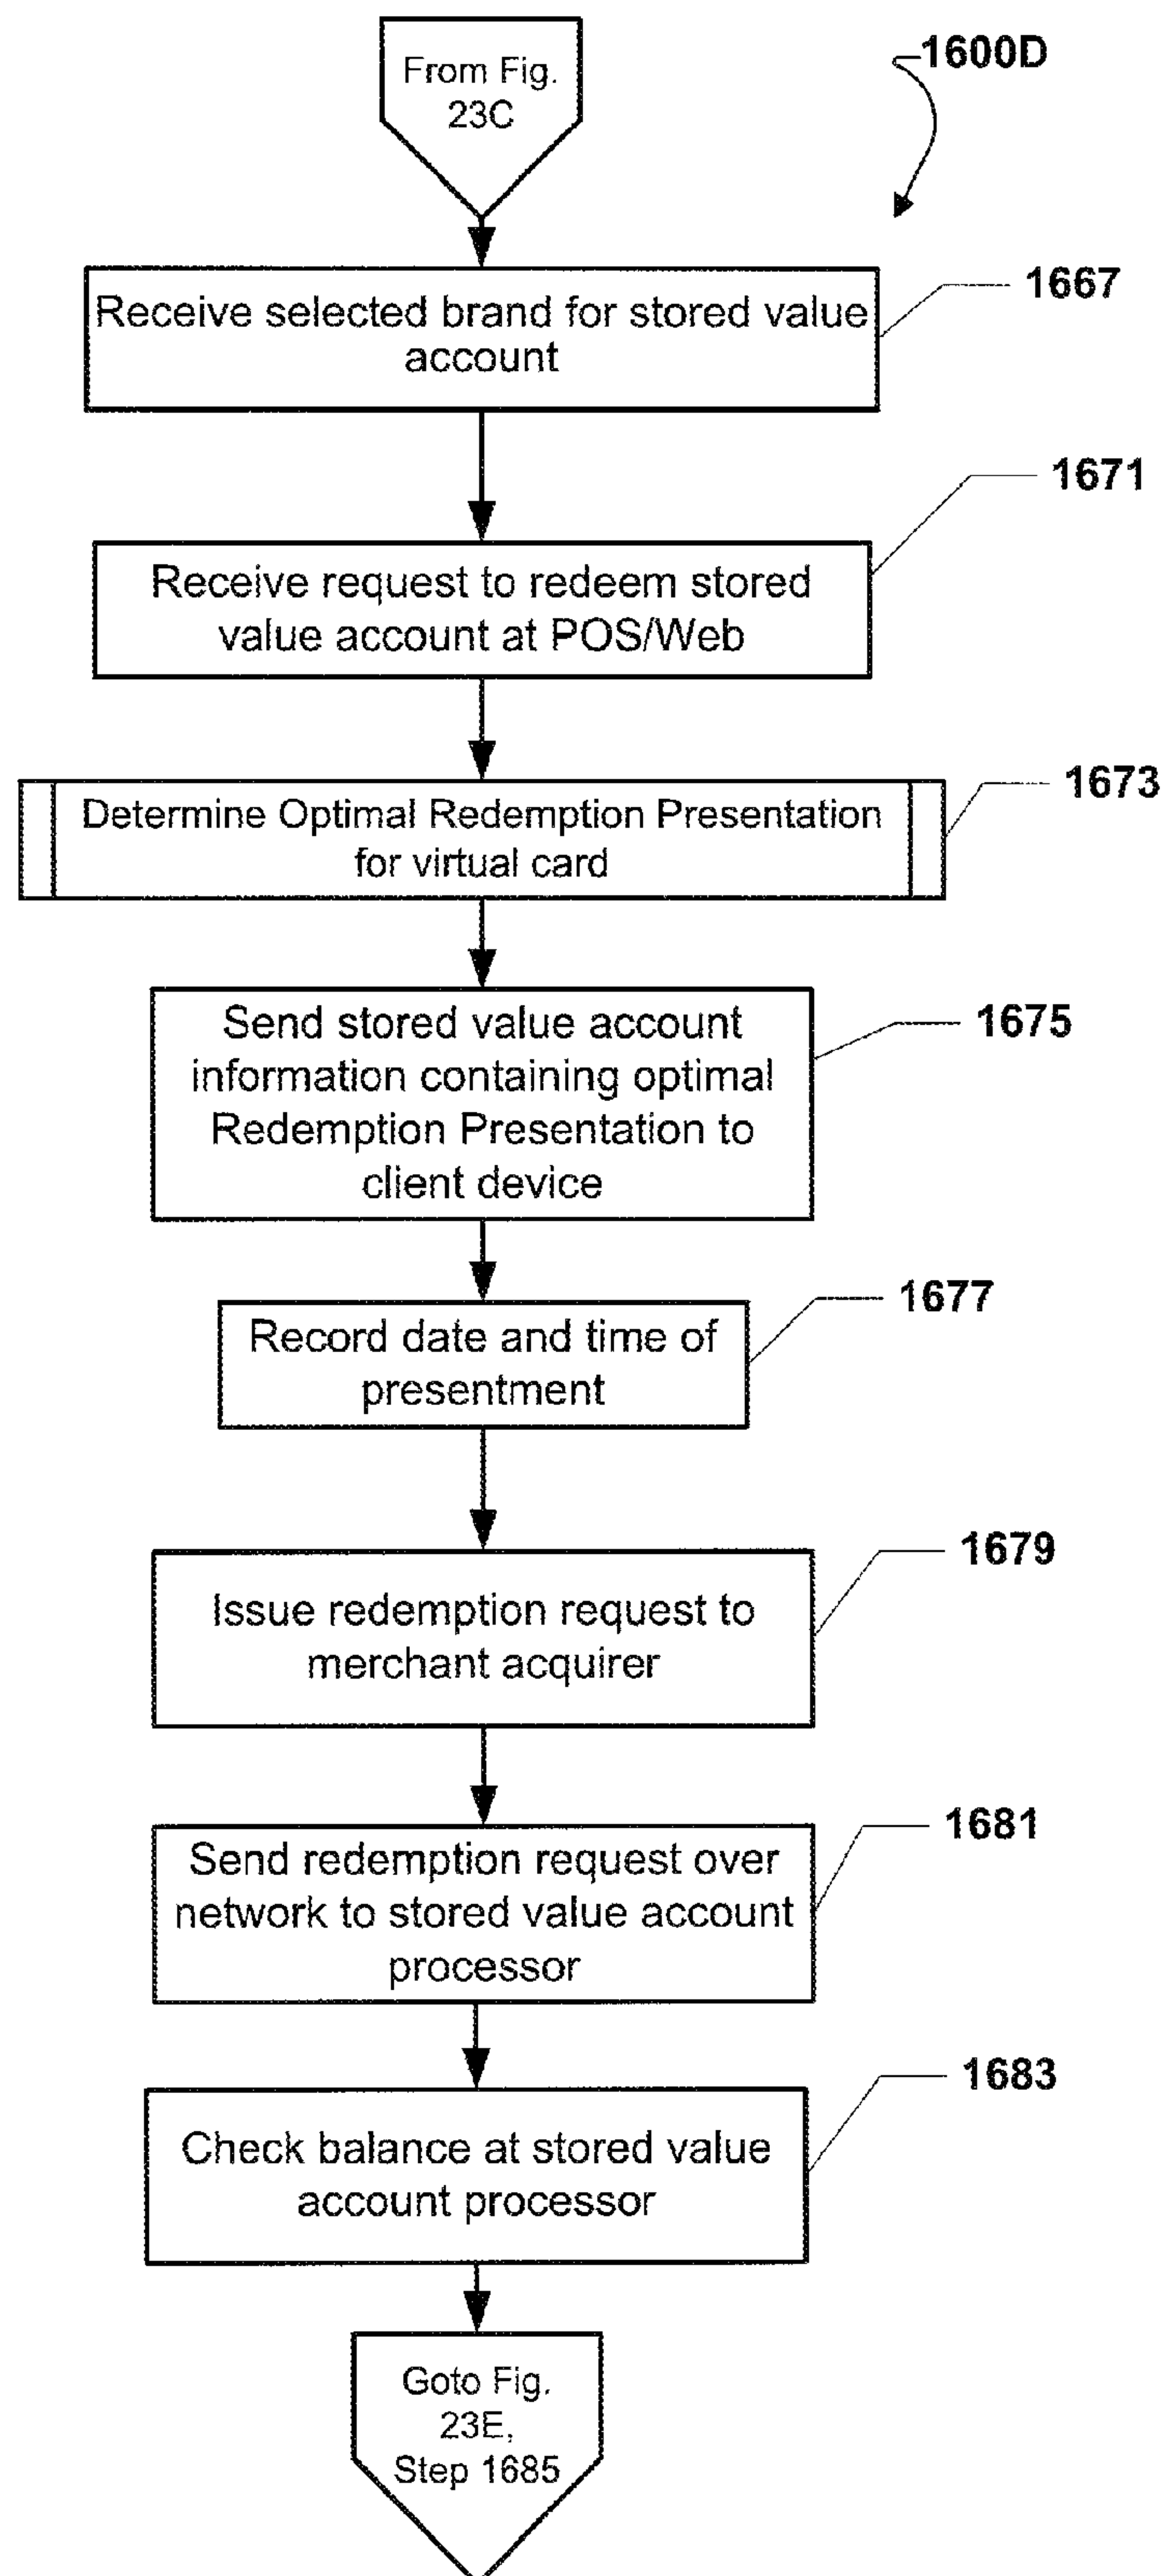 From Fig.
23C
1600D
Receive selected brand for stored value
account
1667
Receive request to redeem stored
value account at POS/Web
1671
Determine Optimal Redemption Presentation
for virtual card
1673
Send stored value account
information containing optimal
Redemption Presentation to
client device
1675
Record date and time of
presentment
1677
Issue redemption request to
merchant acquirer
1679
Send redemption request over
network to stored value account
processor
1681
Check balance at stored value
account processor
1683
Goto Fig.
23E,
Step 1685